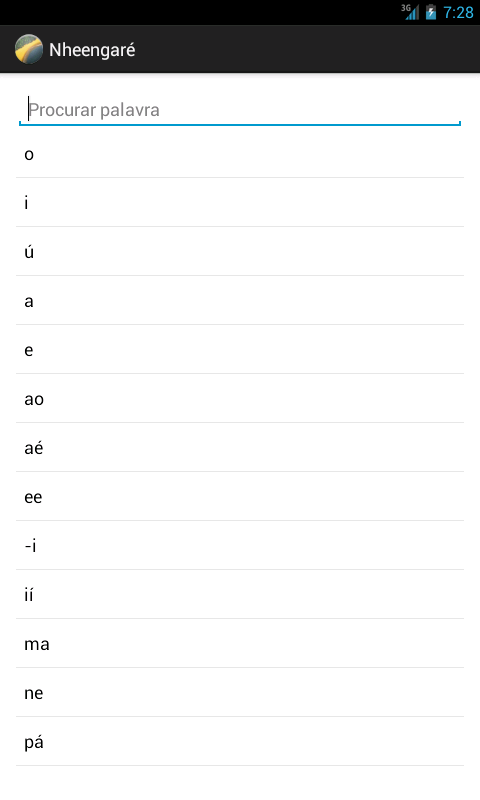 3G 7:28
Nheengaré
Procurar palavra
o
i
ú
a
e
ao
aé
ee
-i
ií
ma
ne
pá